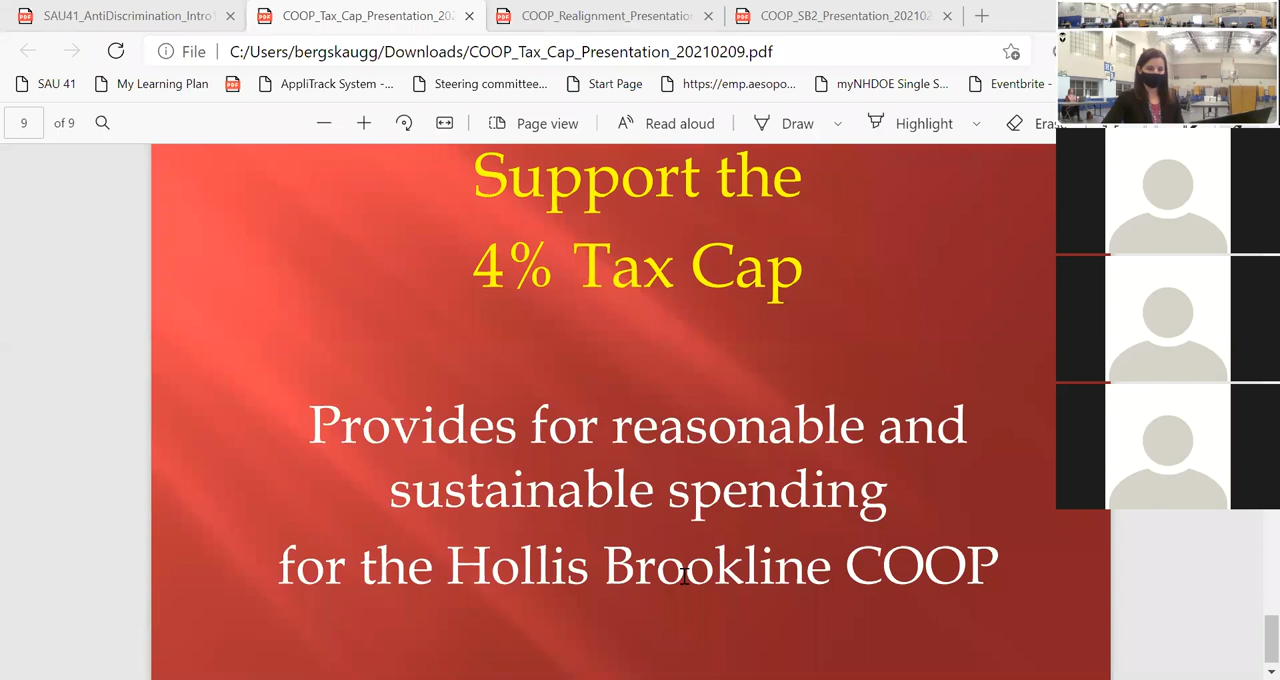 SAU41_AntiDiscrimination_Intro
COOP_Tax_Cap_Presentation_202
COOP_Realignment_Presentation
COOP_SB2_Presentation_202102
File
C:/Users/bergskaugg/Downloads/COOP_Tax_Cap_Presentation_20210209.pdf
SAU 41
My Learning Plan
AppliTrack System -...
Steering committee...
Start Page
https://emp.aesopo...
myNHDOE Single S...
Eventbrite -
9 of 9
Page view
Read aloud
Draw
Highlight
Support the
4% Tax Cap
Provides for reasonable and
sustainable spending
for the Hollis Brookline COOP